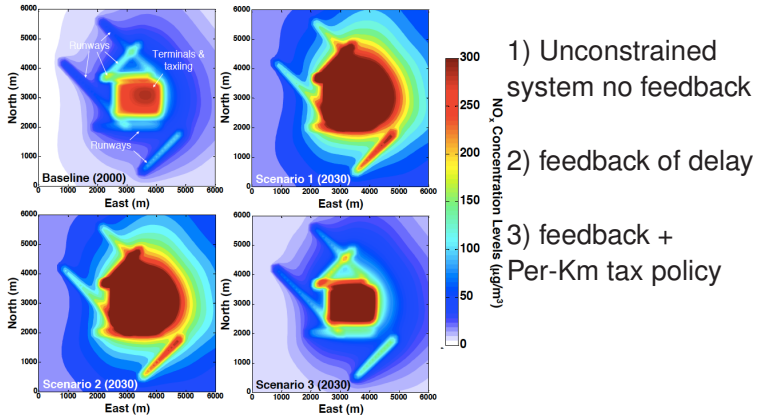 6000
5000
4000
3000
2000
1000
0
North (m)
Runways
Terminals &
taxiing
Runways
Baseline (2000)
0 1000 2000 3000 4000 5000 6000
East (m)
6000
5000
4000
3000
2000
1000
0
North (m)
Scenario 1 (2030)
0 1000 2000 3000 4000 5000 6000
East (m)
6000
5000
4000
3000
2000
1000
0
North (m)
Scenario 2 (2030)
0 1000 2000 3000 4000 5000 6000
East (m)
6000
5000
4000
3000
2000
1000
0
North (m)
Scenario 3 (2030)
0 1000 2000 3000 4000 5000 6000
East (m)
300
250
200
150
100
50
0
NOx Concentration Levels (μg/m³)
1) Unconstrained
system no feedback
2) feedback of delay
3) feedback +
Per-Km tax policy